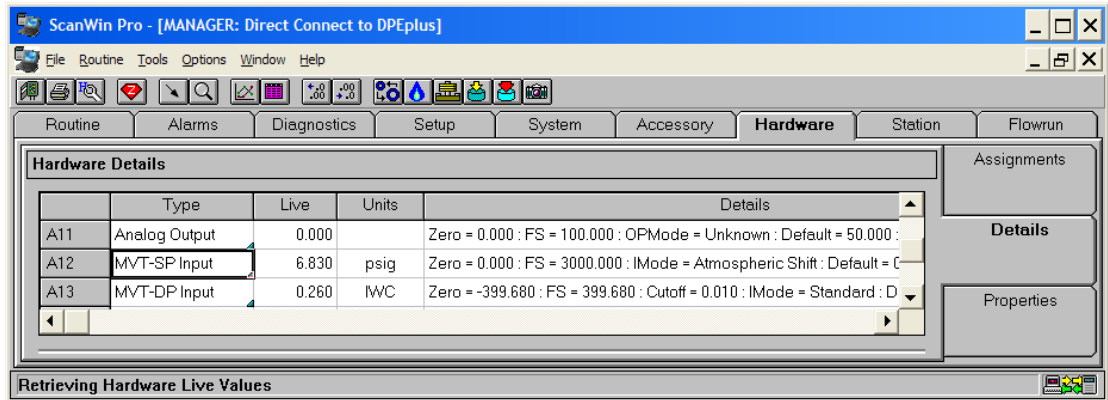 ScanWin Pro - [MANAGER: Direct Connect to DPEplus]
File Routine Tools Options Window Help
Routine Alarms Diagnostics Setup System Accessory Hardware Station Flowrun
Hardware Details
Assignments
Details
Properties
Type Live Units Details
A11 Analog Output 0.000 Zero = 0.000 : FS = 100.000 : OPMode = Unknown : Default = 50.000 :
A12 MVT-SP Input 6.830 psig Zero = 0.000 : FS = 3000.000 : IMode = Atmospheric Shift : Default =
A13 MVT-DP Input 0.260 IWC Zero = -399.680 : FS = 399.680 : Cutoff = 0.010 : IMode = Standard : D
Retrieving Hardware Live Values